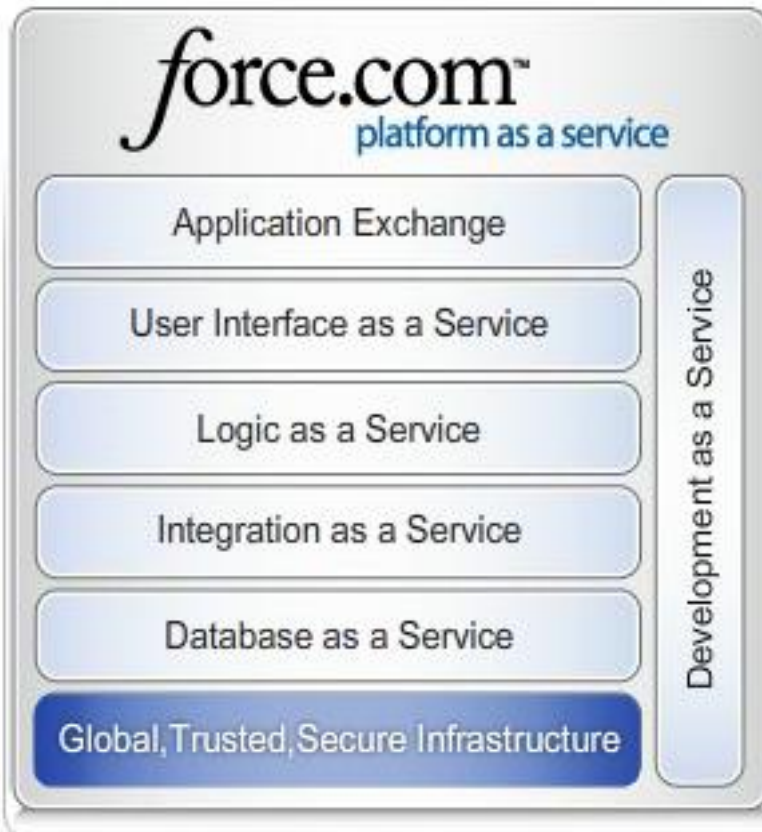 force.com™
platform as a service
Application Exchange
User Interface as a Service
Logic as a Service
Integration as a Service
Database as a Service
Global,Trusted,Secure Infrastructure
Development as a Service